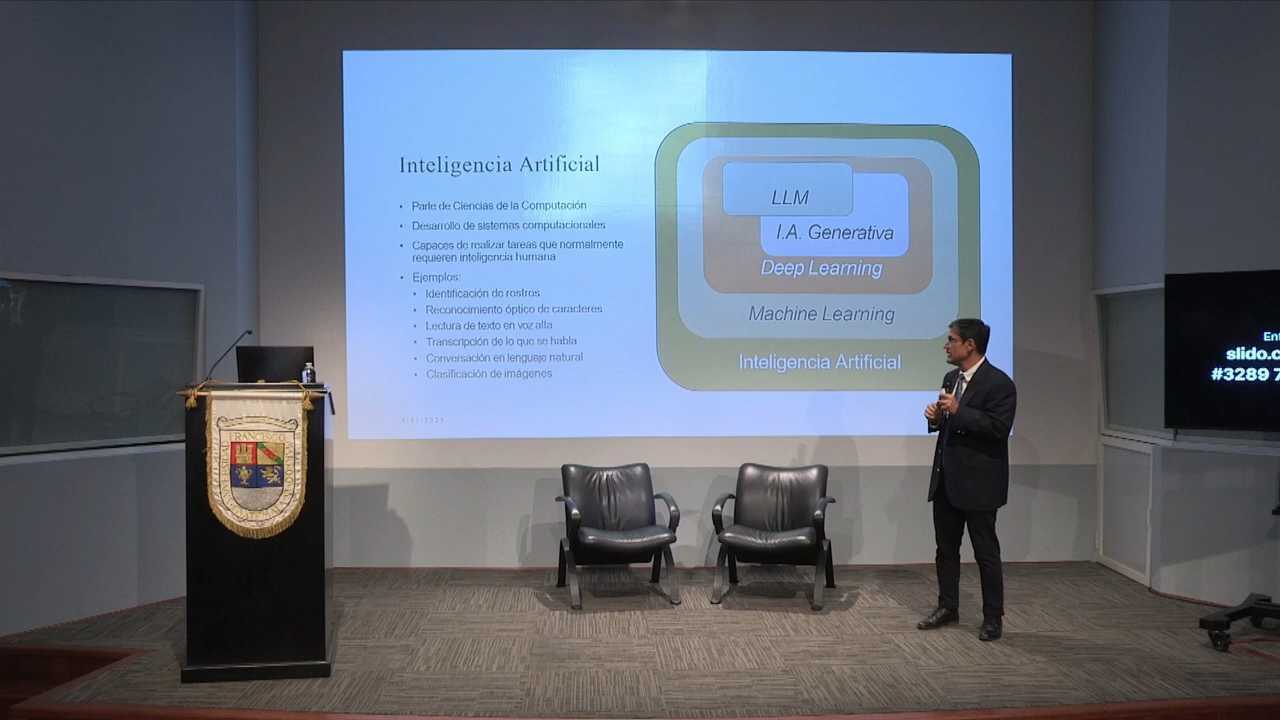 Inteligencia Artificial
• Parte de Ciencias de la Computación
• Desarrollo de sistemas computacionales
• Capaces de realizar tareas que normalmente
requieren inteligencia humana
• Ejemplos:
• Identificación de rostros
• Reconocimiento óptico de caracteres
• Lectura de texto en voz alta
• Transcripción de lo que se habla
• Conversación en lenguaje natural
• Clasificación de imágenes
LLM
I.A. Generativa
Deep Learning
Machine Learning
Inteligencia Artificial
Ent
slido.c
#3289 7
FRANCISCO